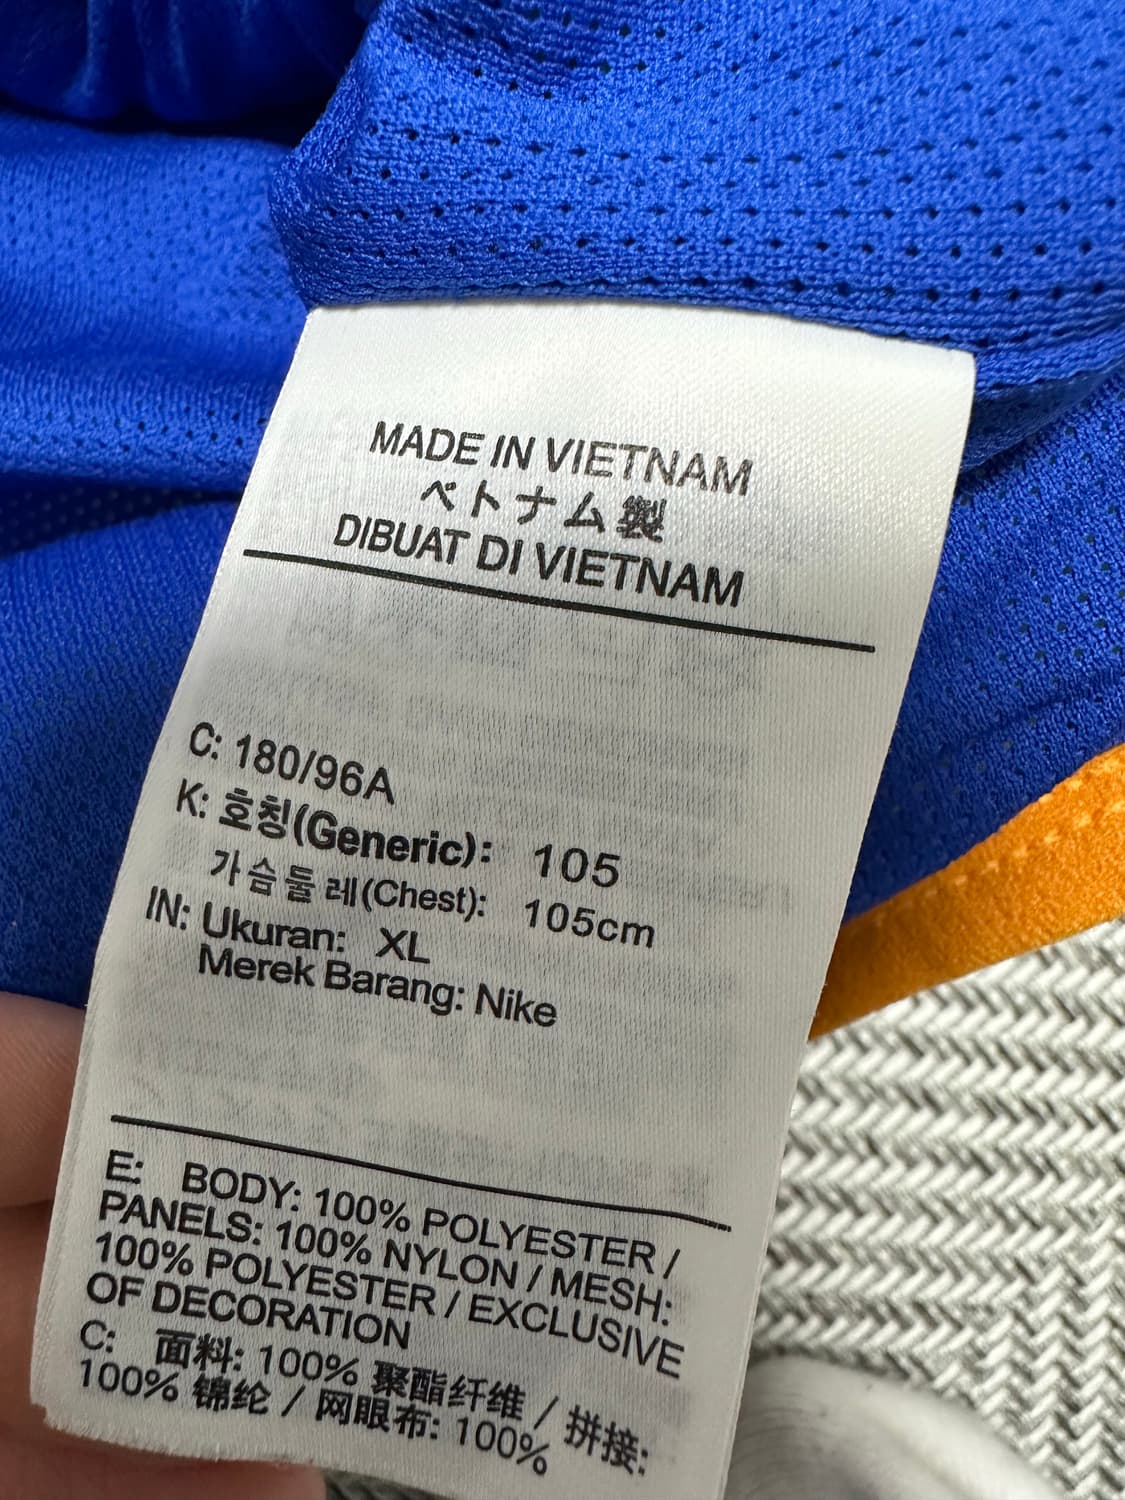 MADE IN VIETNAM
ベトナム製
DIBUAT DI VIETNAM
C: 180/96A
K: 호칭(Generic): 105
가슴둘레(Chest): 105cm
IN: Ukuran: XL
Merek Barang: Nike
E: BODY: 100% POLYESTER /
PANELS: 100% NYLON / MESH:
100% POLYESTER / EXCLUSIVE
OF DECORATION
C: 面料: 100% 聚酯纤维 / 拼接:
100% 锦纶 / 网眼布: 100%